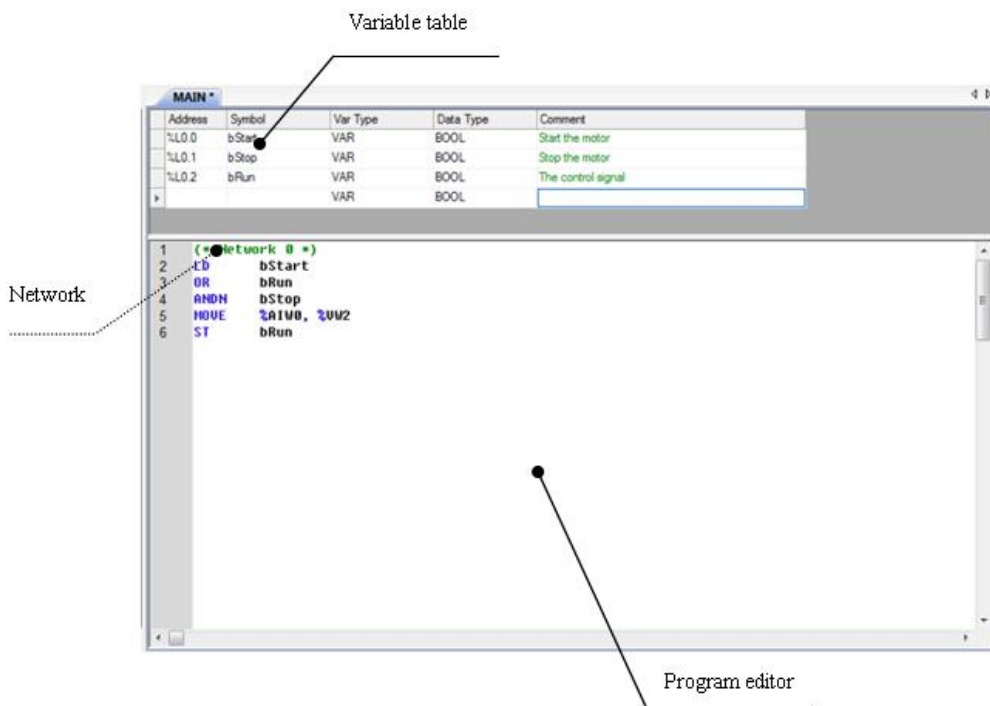 Variable table
MAIN *
Address Symbol Var Type Data Type Comment
%L0.0 bStart VAR BOOL Start the motor
%L0.1 bStop VAR BOOL Stop the motor
%L0.2 bRun VAR BOOL The control signal
VAR BOOL
1 (* Network 0 *)
2 LD bStart
3 OR bRun
4 ANDN bStop
5 MOVE %AIW0, %VW2
6 ST bRun
Network
Program editor